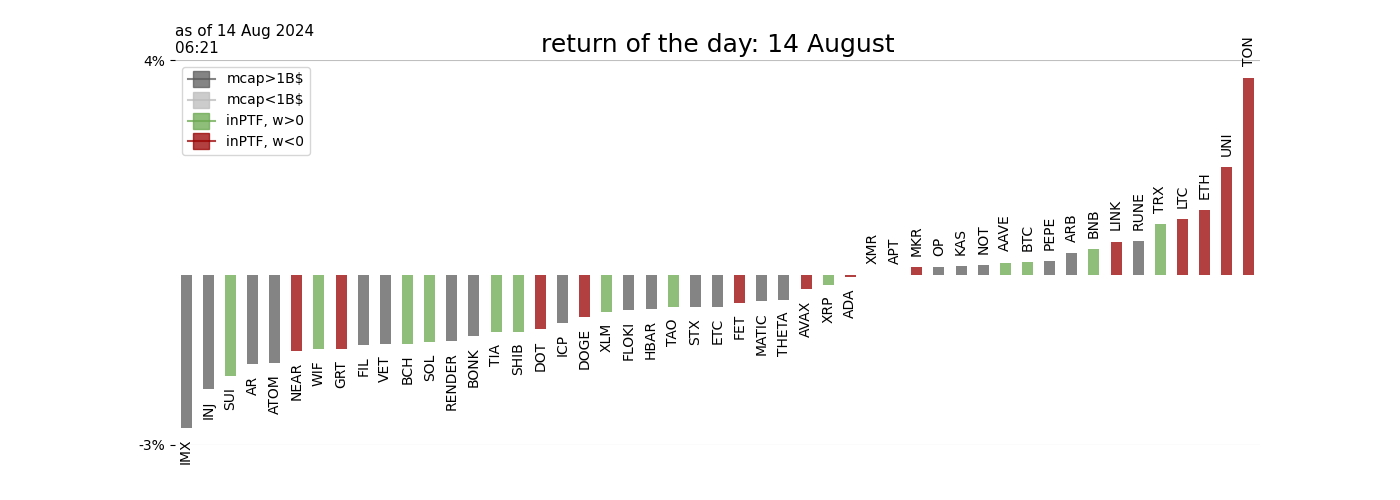 as of 14 Aug 2024
06:21
return of the day: 14 August
4%
mcap>1B$
mcap<1B$
inPTF, w>0
inPTF, w<0
-3%
IMX
INJ
SUI
AR
ATOM
NEAR
WIF
GRT
FIL
VET
BCH
SOL
RENDER
BONK
TIA
SHIB
DOT
ICP
DOGE
XLM
FLOKI
HBAR
TAO
STX
ETC
FET
MATIC
THETA
AVAX
XRP
ADA
XMR
APT
MKR
OP
KAS
NOT
AAVE
BTC
PEPE
ARB
BNB
LINK
RUNE
TRX
LTC
ETH
UNI
TON